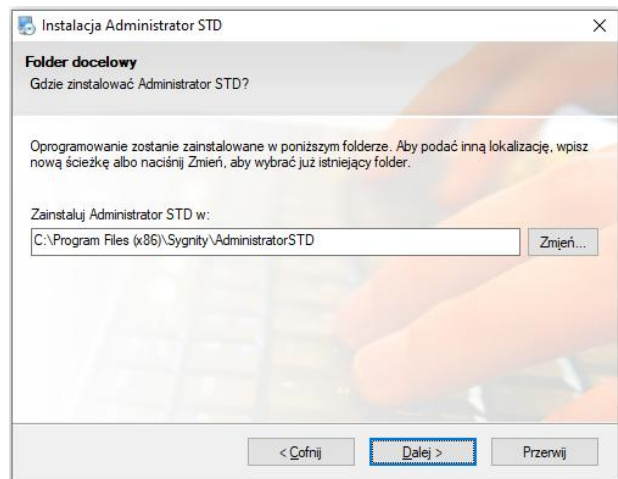 Instalacja Administrator STD
Folder docelowy
Gdzie zinstalować Administrator STD?
Oprogramowanie zostanie zainstalowane w poniższym folderze. Aby podać inną lokalizację, wpisz
nową ścieżkę albo naciśnij Zmień, aby wybrać już istniejący folder.
Zainstaluj Administrator STD w:
C:\Program Files (x86)\Sygnity\AdministratorSTD
Zmień...
< Cofnij
Dalej >
Przerwij